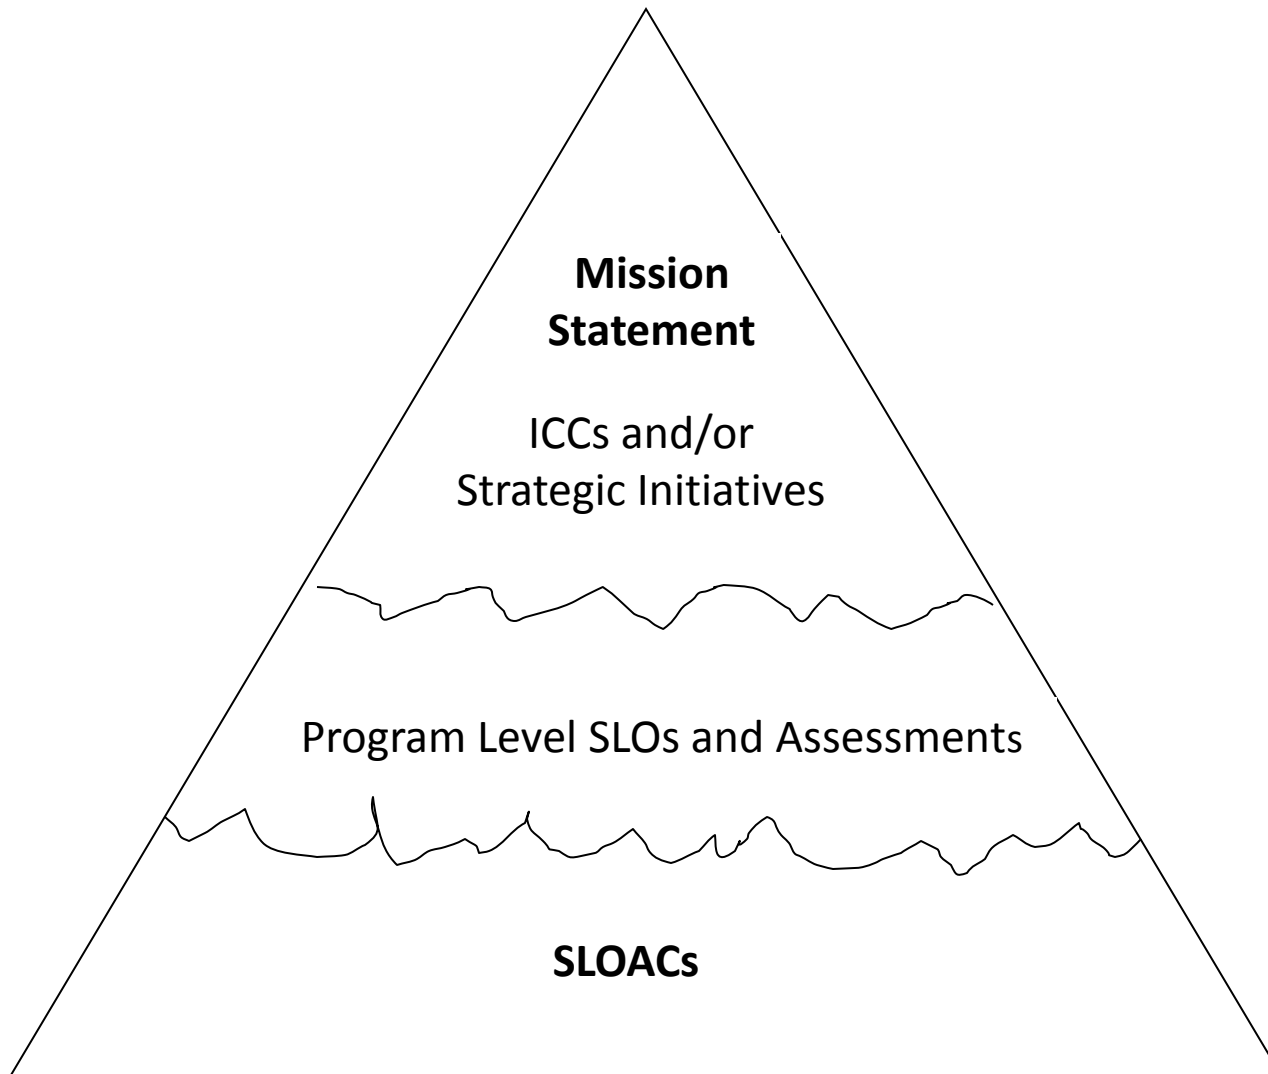 Mission
Statement
ICCs and/or
Strategic Initiatives
Program Level SLOs and Assessments
SLOACs